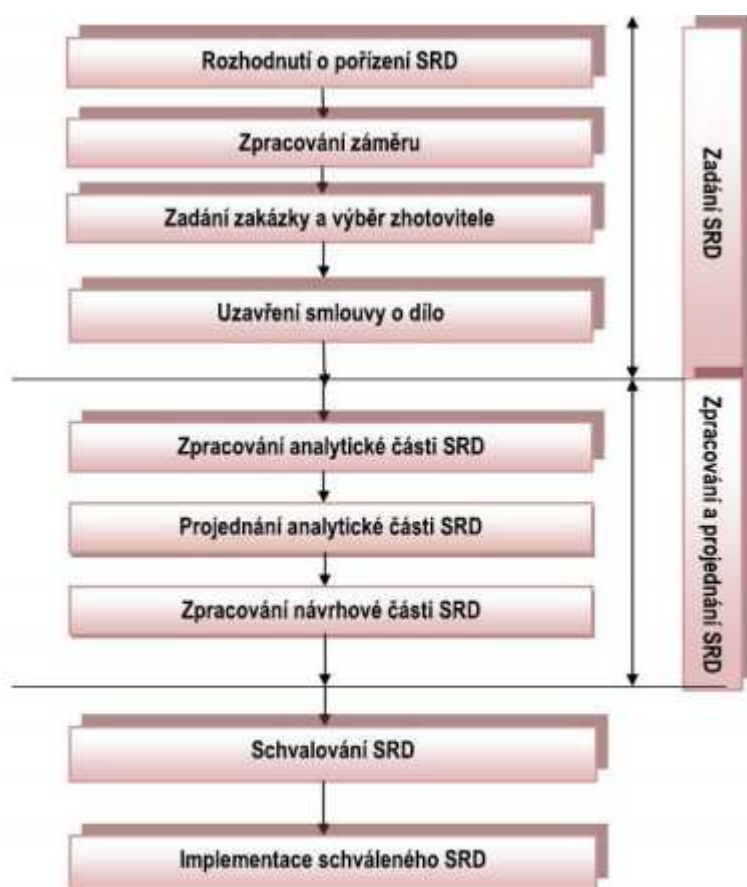 Rozhodnutí o pořízení SRD
Zpracování záměru
Zadání zakázky a výběr zhotovitele
Uzavření smlouvy o dílo
Zadání SRD
Zpracování analytické části SRD
Projednání analytické části SRD
Zpracování návrhové části SRD
Zpracování a projednání SRD
Schvalování SRD
Implementace schváleného SRD